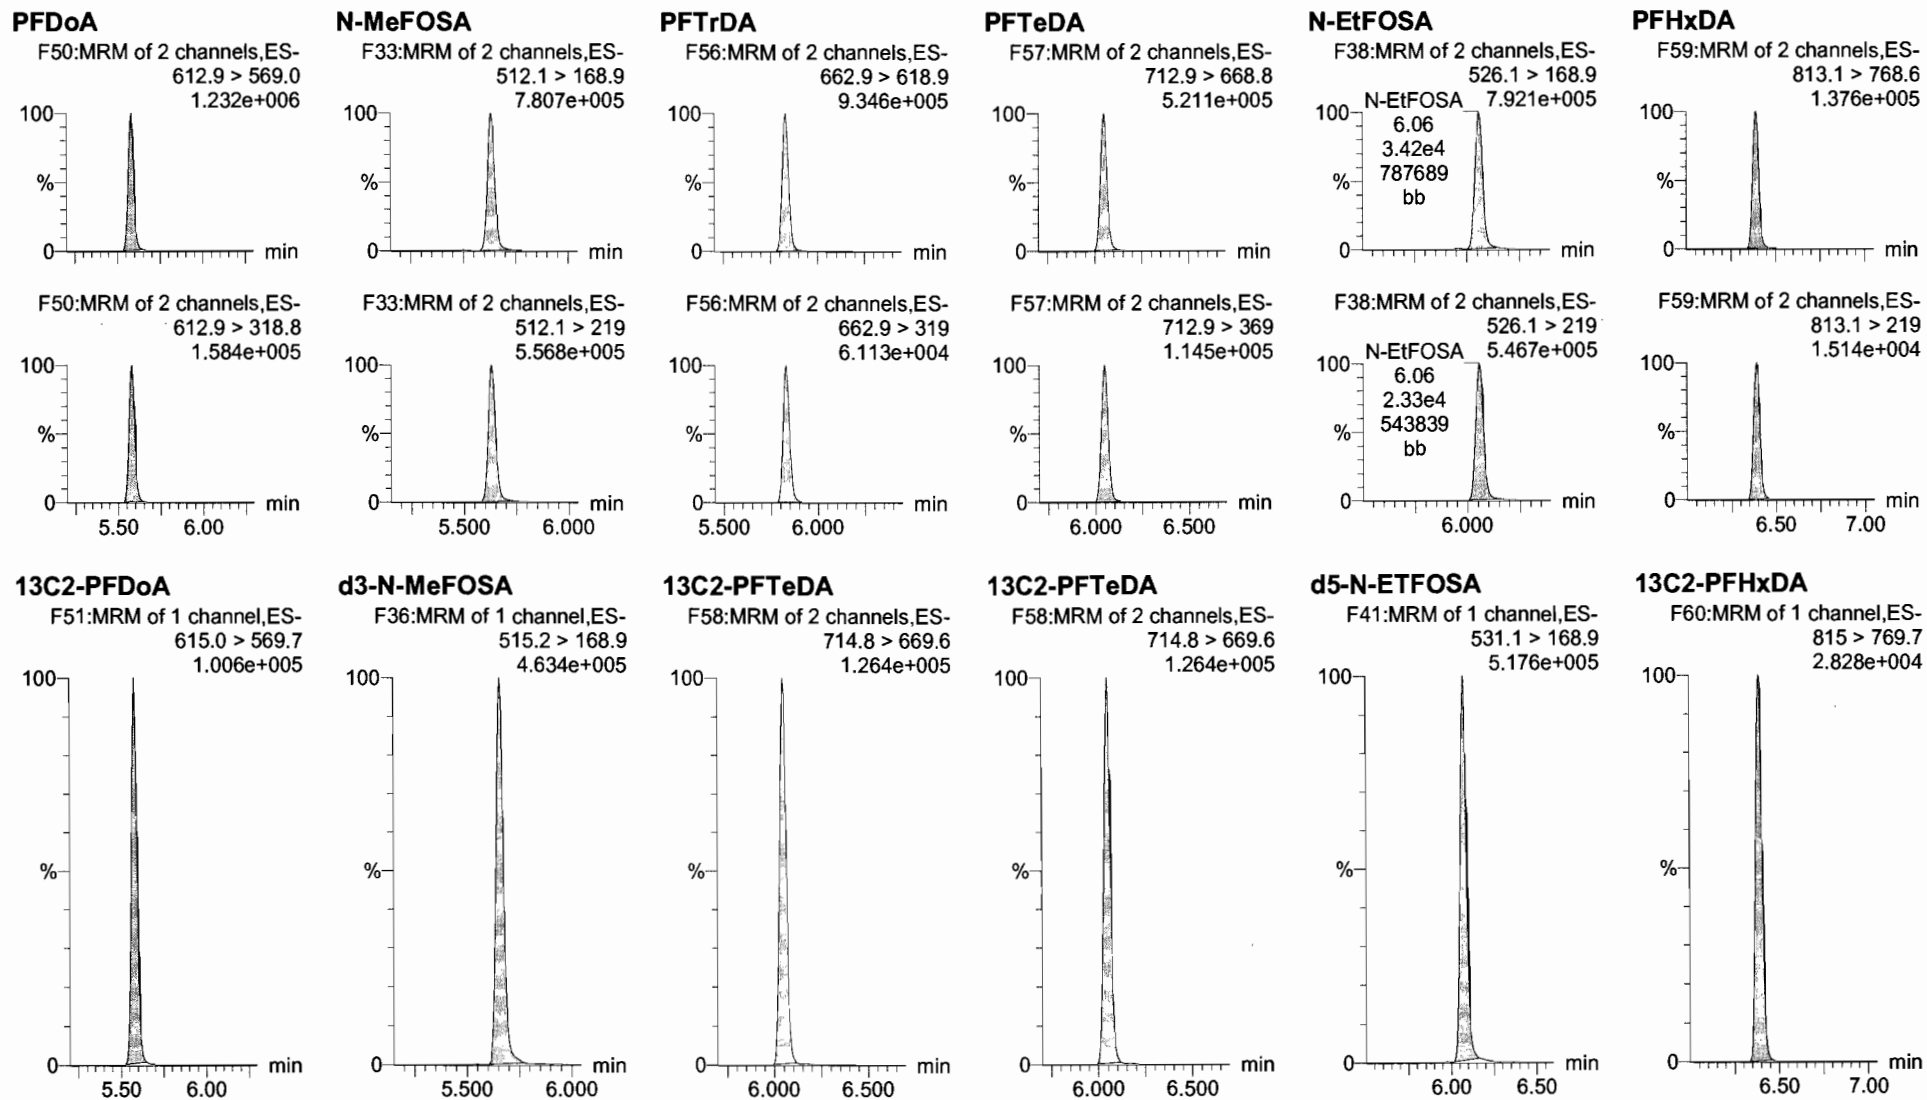 PFDoA
F50:MRM of 2 channels,ES-
612.9 > 569.0
1.232e+006
100
%
0
min
N-MeFOSA
F33:MRM of 2 channels,ES-
512.1 > 168.9
7.807e+005
100
%
0
min
PFTrDA
F56:MRM of 2 channels,ES-
662.9 > 618.9
9.346e+005
100
%
0
min
PFTeDA
F57:MRM of 2 channels,ES-
712.9 > 668.8
5.211e+005
100
%
0
min
N-EtFOSA
F38:MRM of 2 channels,ES-
526.1 > 168.9
N-EtFOSA 7.921e+005
100
6.06
3.42e4
787689
bb
%
0
min
PFHxDA
F59:MRM of 2 channels,ES-
813.1 > 768.6
1.376e+005
100
%
0
min
F50:MRM of 2 channels,ES-
612.9 > 318.8
1.584e+005
100
%
0
min
5.50 6.00
F33:MRM of 2 channels,ES-
512.1 > 219
5.568e+005
100
%
0
min
5.500 6.000
F56:MRM of 2 channels,ES-
662.9 > 319
6.113e+004
100
%
0
min
5.500 6.000
F57:MRM of 2 channels,ES-
712.9 > 369
1.145e+005
100
%
0
min
6.000 6.500
F38:MRM of 2 channels,ES-
526.1 > 219
N-EtFOSA 5.467e+005
100
6.06
2.33e4
543839
bb
%
0
min
6.000
F59:MRM of 2 channels,ES-
813.1 > 219
1.514e+004
100
%
0
min
6.50 7.00
13C2-PFDoA
F51:MRM of 1 channel,ES-
615.0 > 569.7
1.006e+005
100
%
0
min
5.50 6.00
d3-N-MeFOSA
F36:MRM of 1 channel,ES-
515.2 > 168.9
4.634e+005
100
%
0
min
5.500 6.000
13C2-PFTeDA
F58:MRM of 2 channels,ES-
714.8 > 669.6
1.264e+005
100
%
0
min
6.000 6.500
13C2-PFTeDA
F58:MRM of 2 channels,ES-
714.8 > 669.6
1.264e+005
100
%
0
min
6.000 6.500
d5-N-ETFOSA
F41:MRM of 1 channel,ES-
531.1 > 168.9
5.176e+005
100
%
0
min
6.00 6.50
13C2-PFHxDA
F60:MRM of 1 channel,ES-
815 > 769.7
2.828e+004
100
%
0
min
6.50 7.00